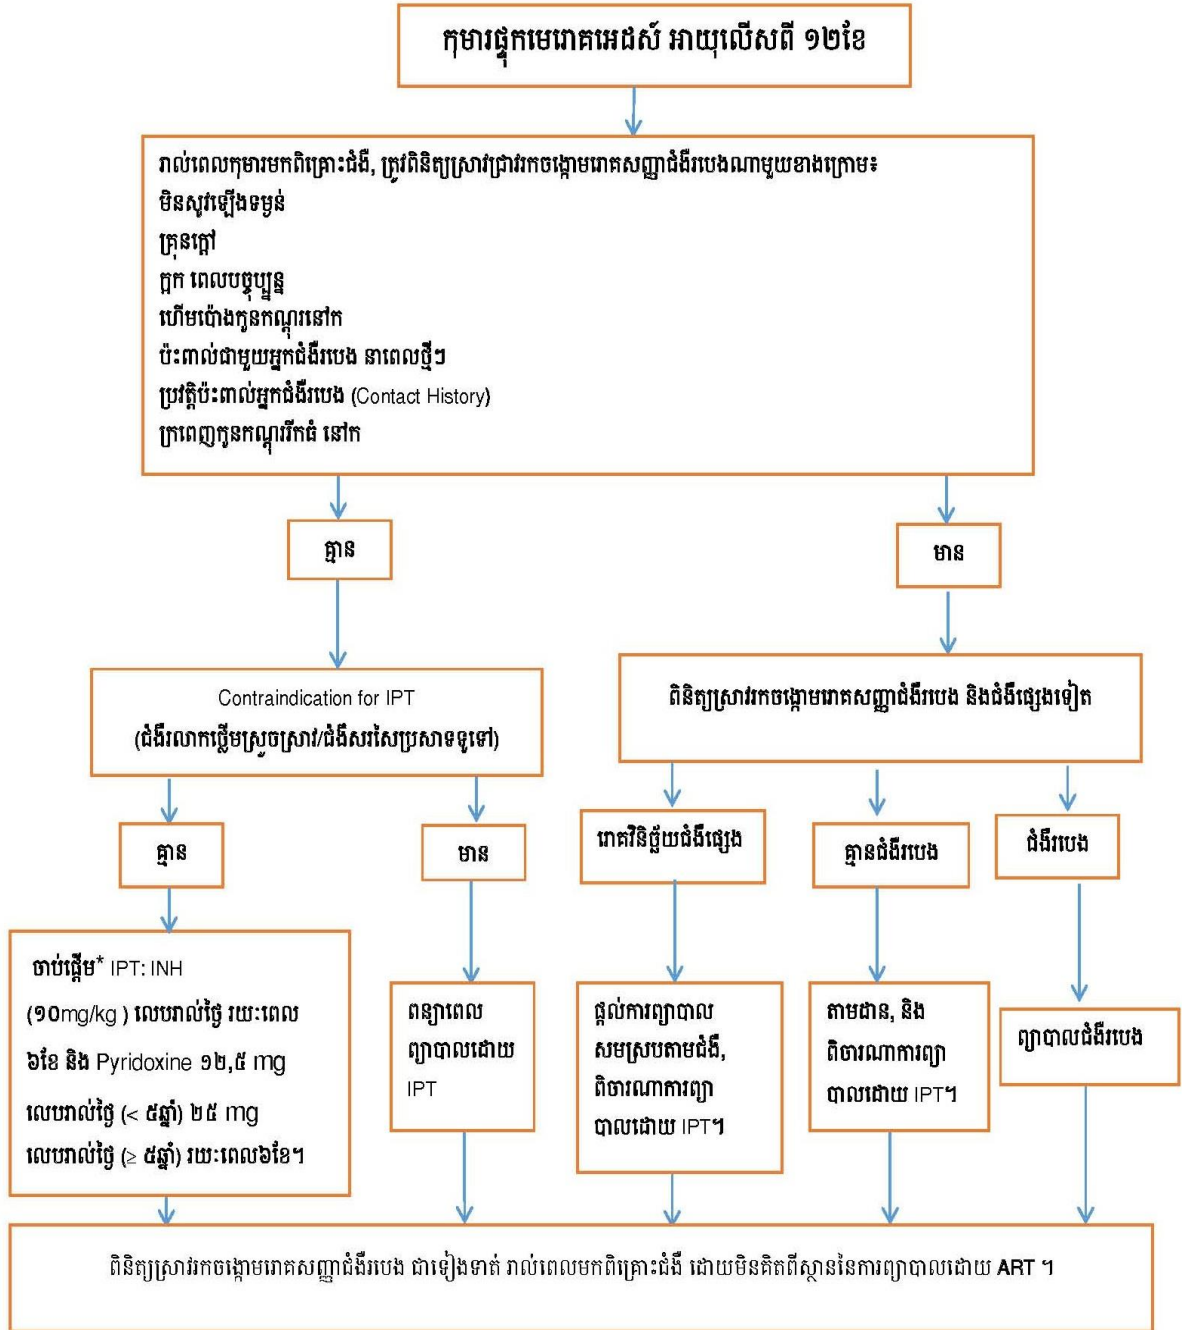 កុមារផ្ទុកមេរោគអេដស៍ អាយុលើសពី ១២ខែ
រាល់ពេលកុមារមកពិគ្រោះជំងឺ, ត្រូវពិនិត្យស្រាវជ្រាវរកចង្កោមរោគសញ្ញាជំងឺរបេងណាមួយខាងក្រោម៖
មិនសូវឡើងទម្ងន់
គ្រុនក្តៅ
ក្អក ពេលបច្ចុប្បន្ន
ហើមប៉ោងកូនកណ្តុរនៅក
ប៉ះពាល់ជាមួយអ្នកជំងឺរបេង នាពេលថ្មីៗ
ប្រវត្តិប៉ះពាល់អ្នកជំងឺរបេង (Contact History)
ក្រពេញកូនកណ្តុររីកធំ នៅក
គ្មាន
មាន
Contraindication for IPT
(ជំងឺរលាកថ្លើមស្រួចស្រាវ/ជំងឺសរសៃប្រសាទទូទៅ)
ពិនិត្យស្រាវរកចង្កោមរោគសញ្ញាជំងឺរបេង និងជំងឺផ្សេងទៀត
គ្មាន
មាន
រោគវិនិច្ឆ័យជំងឺផ្សេង
គ្មានជំងឺរបេង
ជំងឺរបេង
ចាប់ផ្តើម* IPT: INH
(១០mg/kg ) លេបរាល់ថ្ងៃ រយ:ពេល
៦ខែ និង Pyridoxine ១២,៥ mg
លេបរាល់ថ្ងៃ (< ៥ឆ្នាំ) ២៥ mg
លេបរាល់ថ្ងៃ (≥ ៥ឆ្នាំ) រយ:ពេល៦ខែ។
ពន្យាពេល
ព្យាបាលដោយ
IPT
ផ្តល់ការព្យាបាល
សមស្របតាមជំងឺ,
ពិចារណាការព្យា
បាលដោយ IPT។
តាមដាន, និង
ពិចារណាការព្យា
បាលដោយ IPT។
ព្យាបាលជំងឺរបេង
ពិនិត្យស្រាវរកចង្កោមរោគសញ្ញាជំងឺរបេង ជាទៀងទាត់ រាល់ពេលមកពិគ្រោះជំងឺ ដោយមិនគិតពីស្ថាននៃការព្យាបាលដោយ ART ។